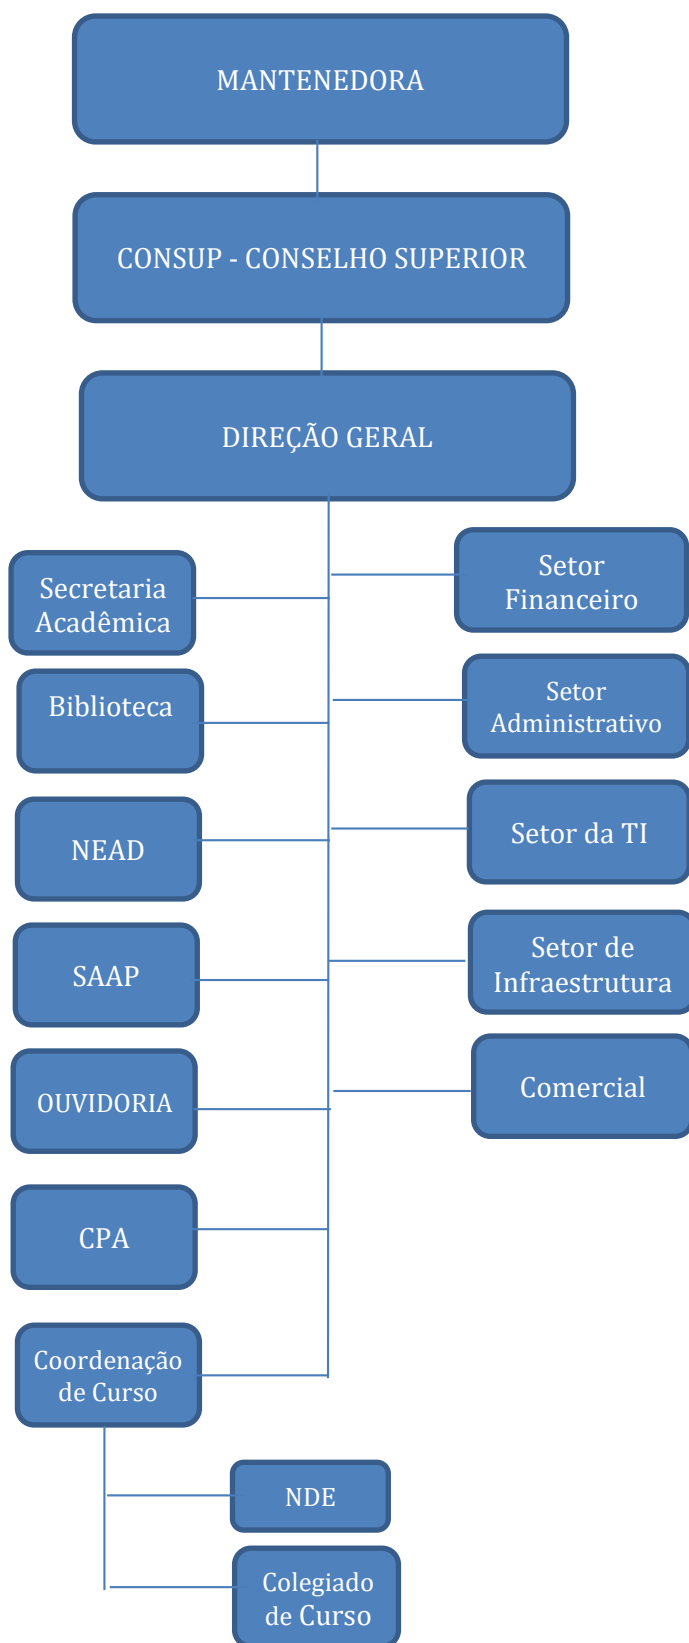 MANTENEDORA
CONSUP - CONSELHO SUPERIOR
DIREÇÃO GERAL
Secretaria
Acadêmica
Biblioteca
NEAD
SAAP
OUVIDORIA
CPA
Coordenação
de Curso
NDE
Colegiado
de Curso
Setor
Financeiro
Setor
Administrativo
Setor da TI
Setor de
Infraestrutura
Comercial